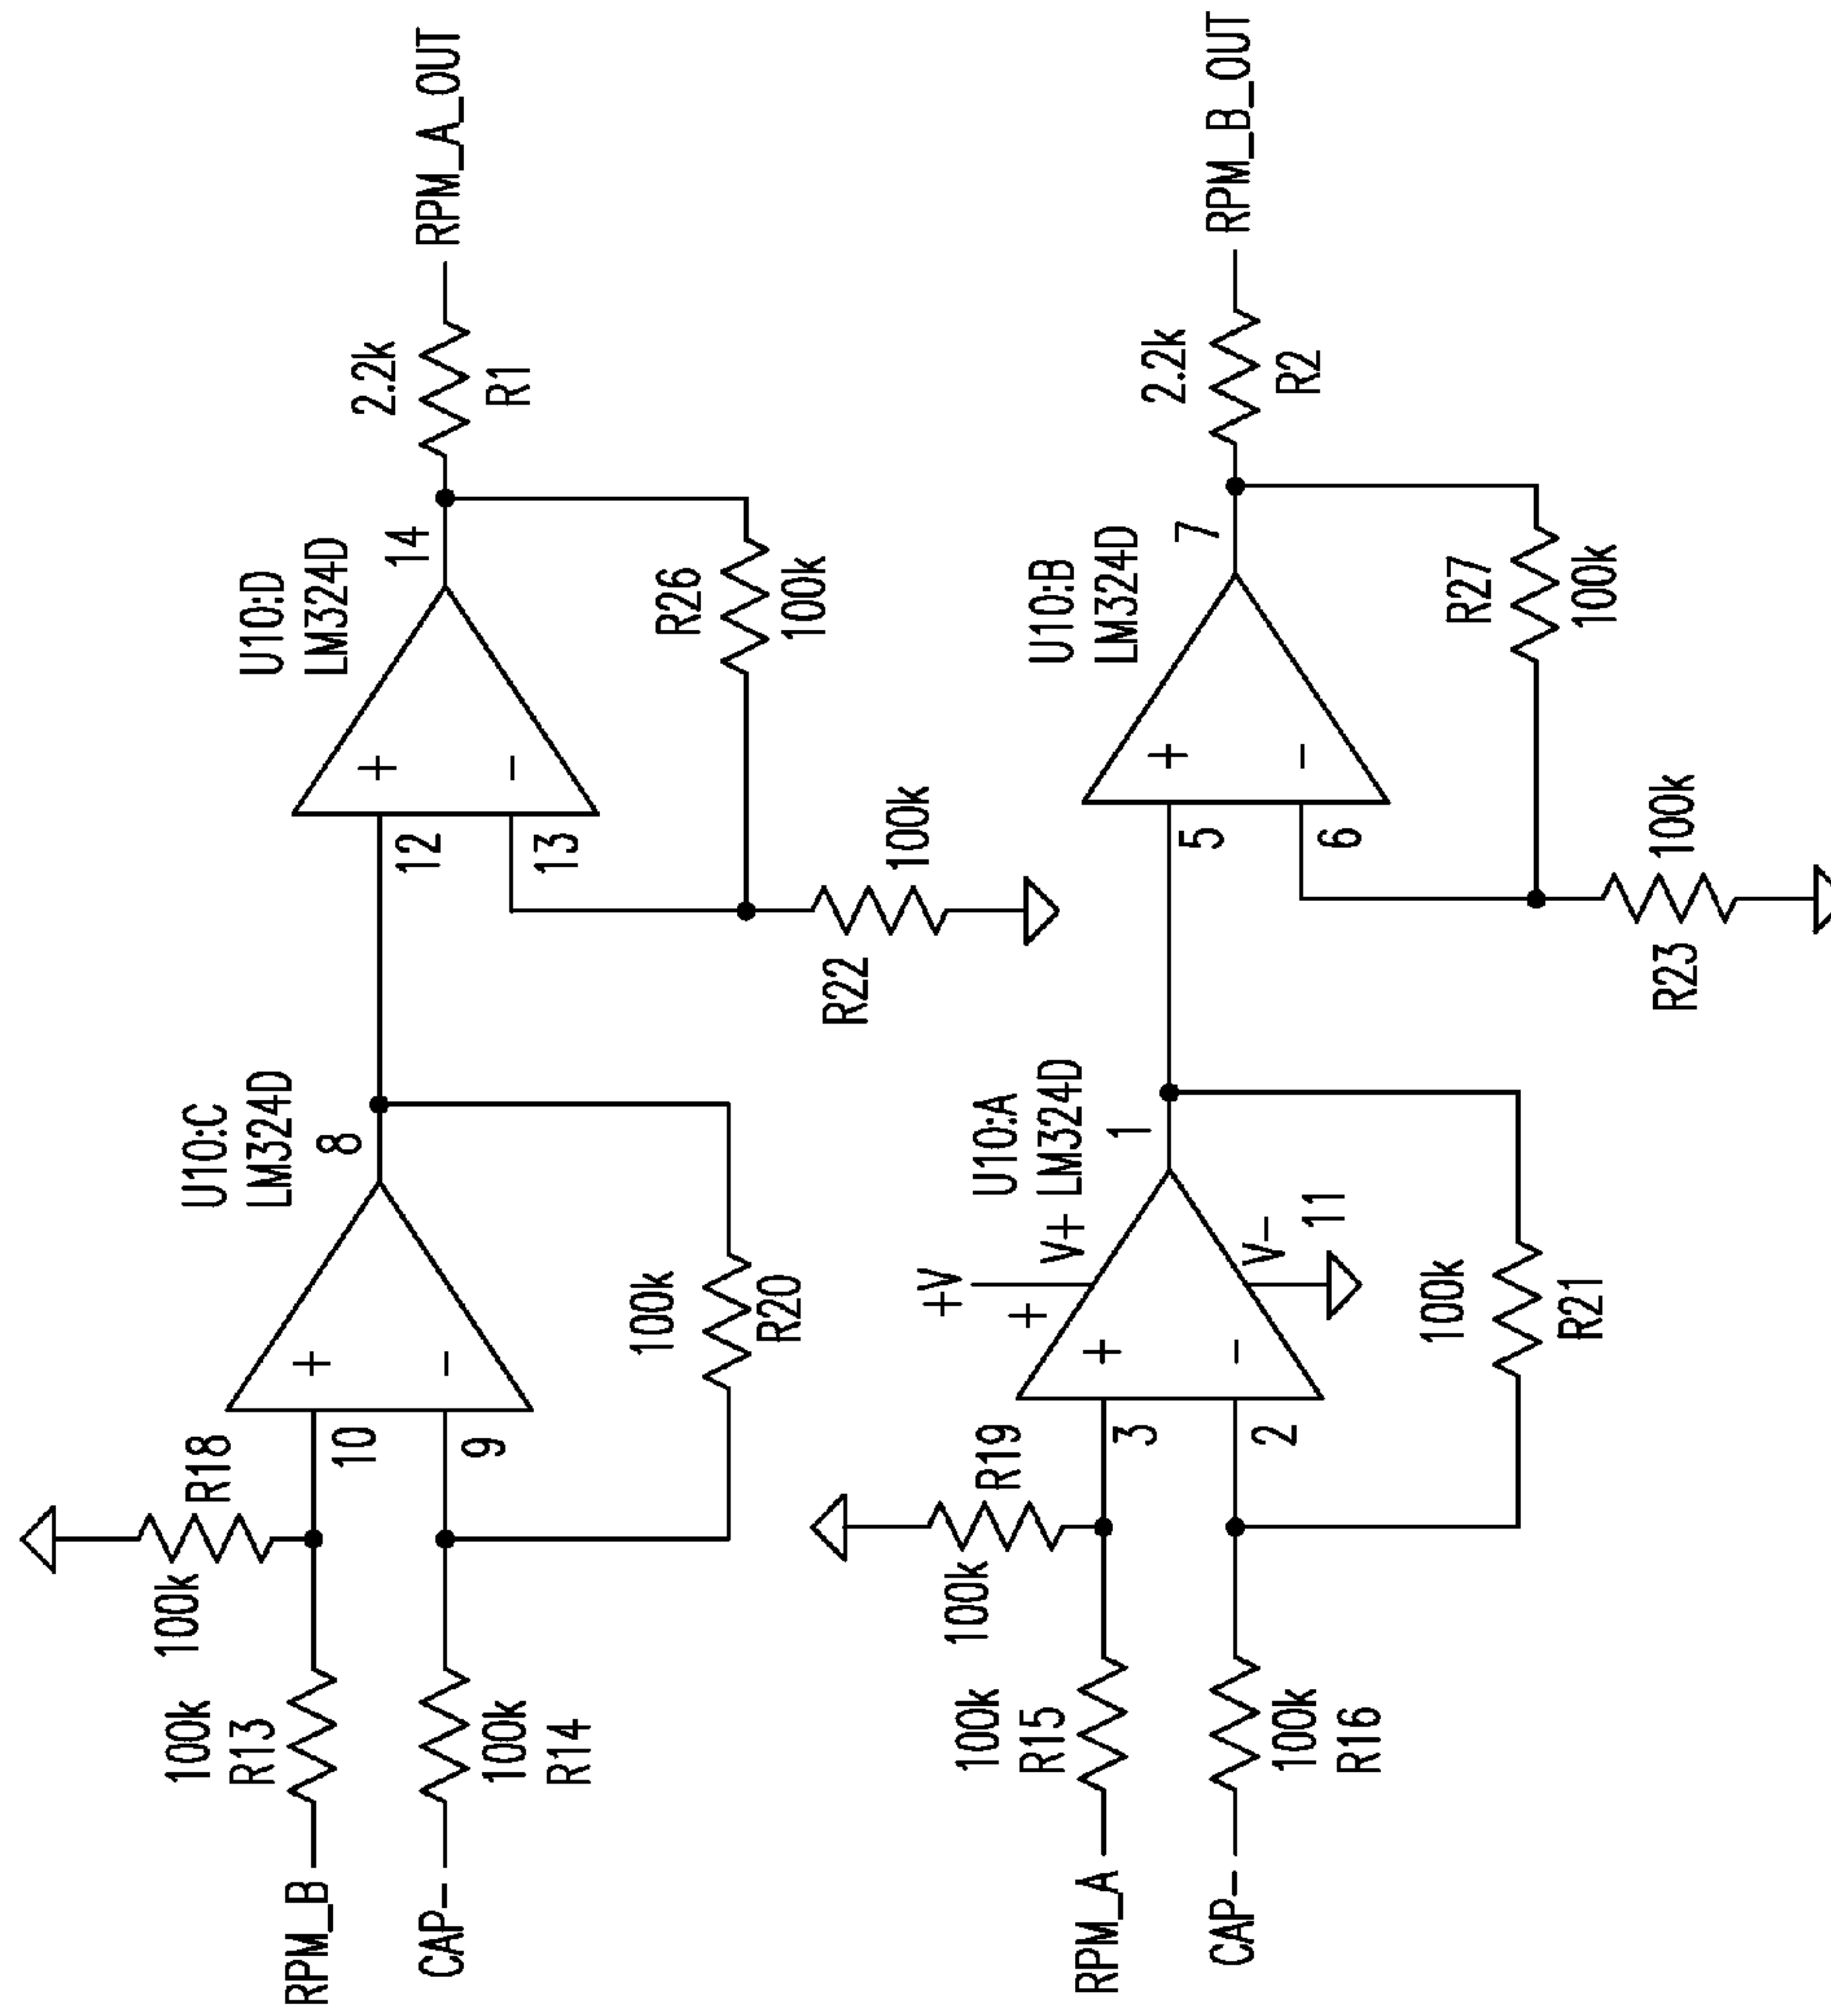 RPM_B
CAP-
100k
R13
100k
R14
100k
R18
10
9
+
-
U10:C
LM324D
8
100k
R20
12
13
+
-
U10:D
LM324D
14
R26
100k
R22
100k
2.2k
R1
RPM_A_OUT
RPM_A
CAP-
100k
R15
100k
R16
100k
R19
3
2
+
-
+V
+
V+
V-
11
U10:A
LM324D
1
100k
R21
5
6
+
-
U10:B
LM324D
7
R27
100k
R23
100k
2.2k
R2
RPM_B_OUT